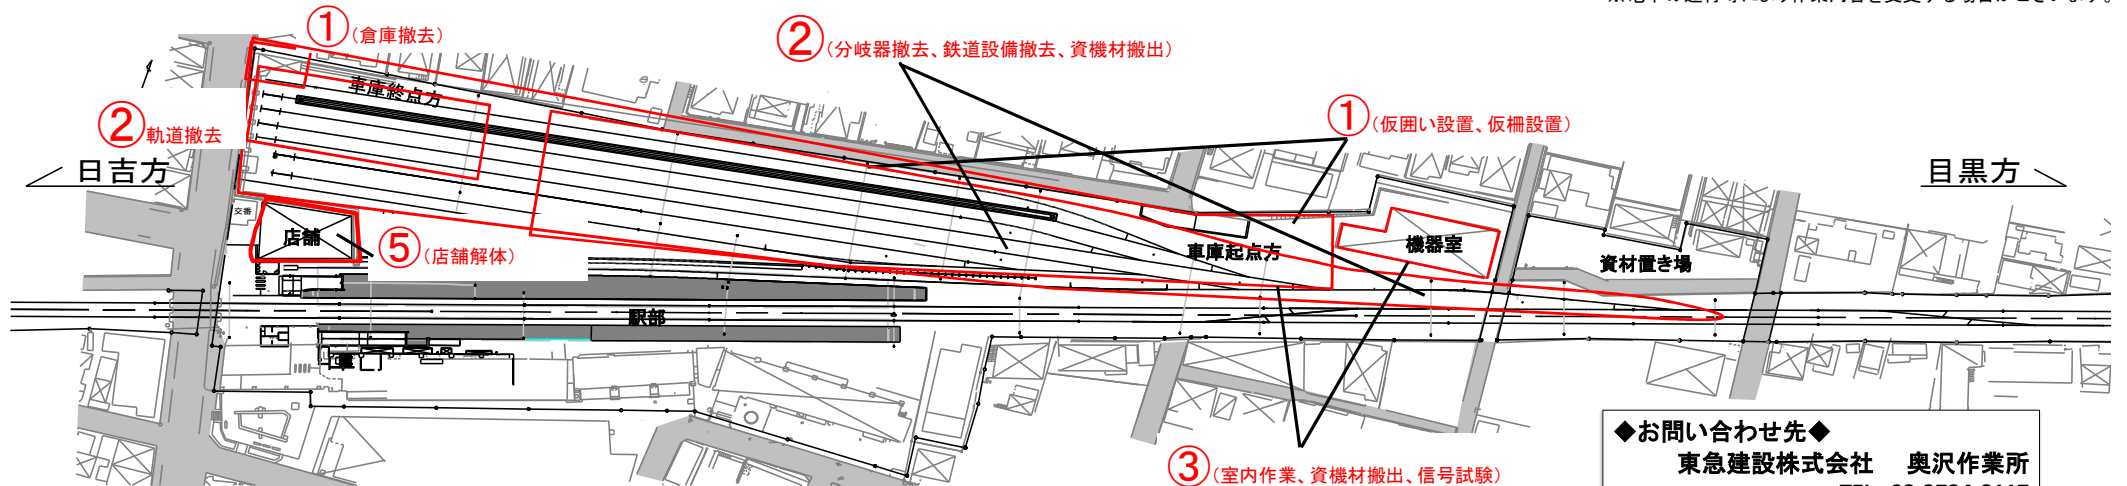 ①(倉庫撤去)
②(分岐器撤去、鉄道設備撤去、資機材搬出)
車庫終点方
①(仮囲い設置、仮柵設置)
②軌道撤去
日吉方
目黒方
交番
店舗
⑤(店舗解体)
車庫起点方
機器室
資材置き場
駅部
③(室内作業、資機材搬出、信号試験)
◆お問い合わせ先◆
東急建設株式会社 奥沢作業所